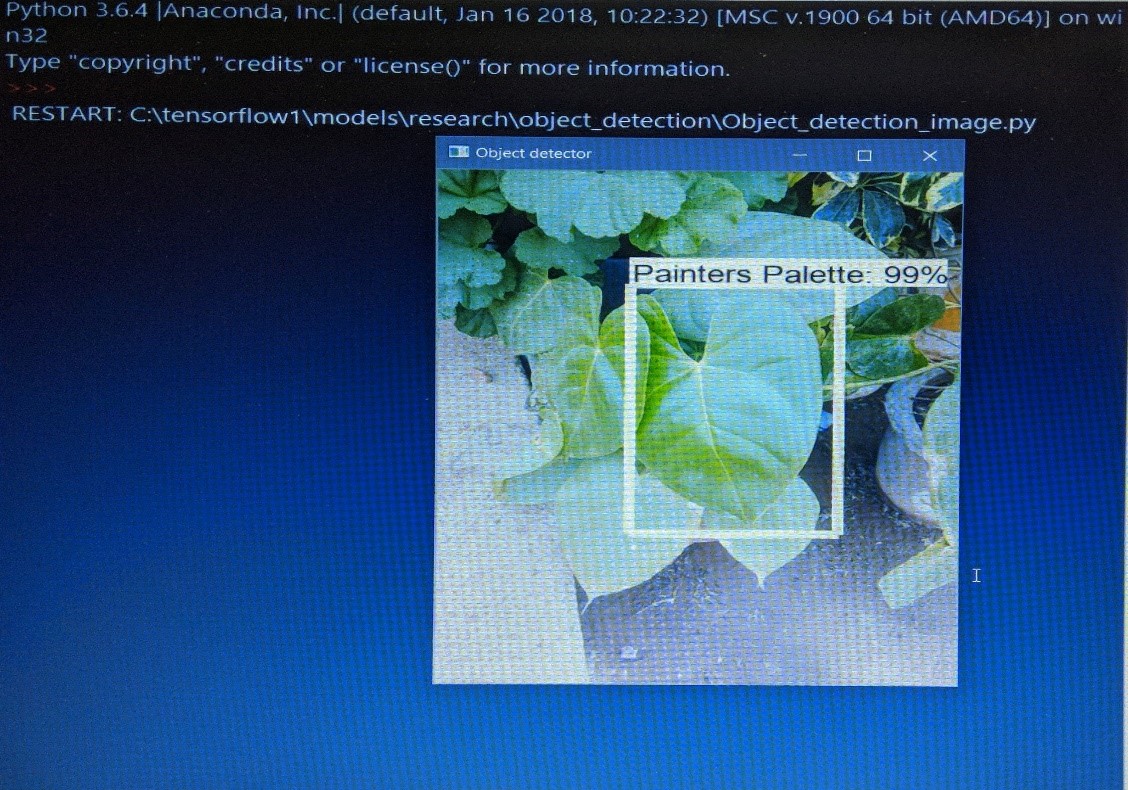 Python 3.6.4 |Anaconda, Inc.| (default, Jan 16 2018, 10:22:32) [MSC v.1900 64 bit (AMD64)] on wi
n32
Type "copyright", "credits" or "license()" for more information.
>>>
RESTART: C:\tensorflow1\models\research\object_detection\Object_detection_image.py
Object detector
Painters Palette: 99%